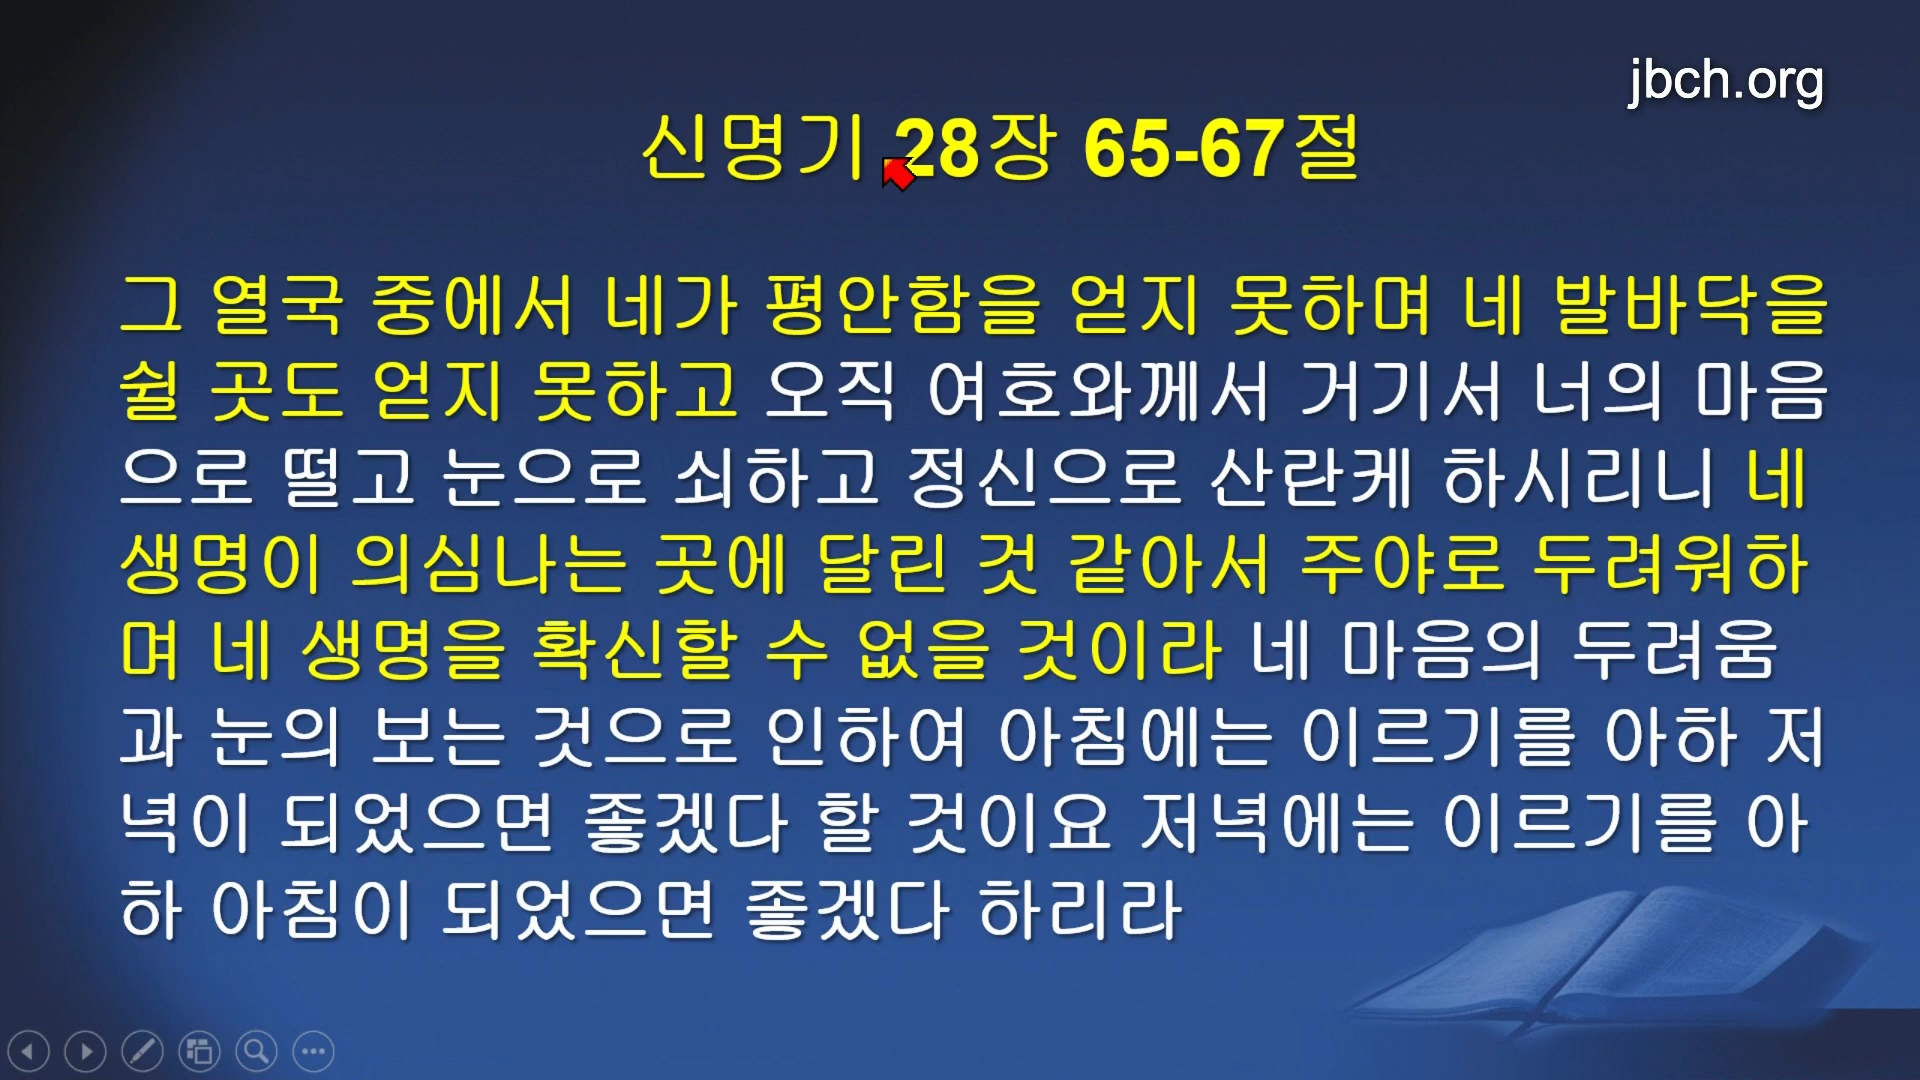 jbch.org
신명기 28장 65-67절
그 열국 중에서 네가 평안함을 얻지 못하며 네 발바닥을
쉴 곳도 얻지 못하고 오직 여호와께서 거기서 너의 마음
으로 떨고 눈으로 쇠하고 정신으로 산란케 하시리니 네
생명이 의심나는 곳에 달린 것 같아서 주야로 두려워하
며 네 생명을 확신할 수 없을 것이라 네 마음의 두려움
과 눈의 보는 것으로 인하여 아침에는 이르기를 아하 저
녁이 되었으면 좋겠다 할 것이요 저녁에는 이르기를 아
하 아침이 되었으면 좋겠다 하리라